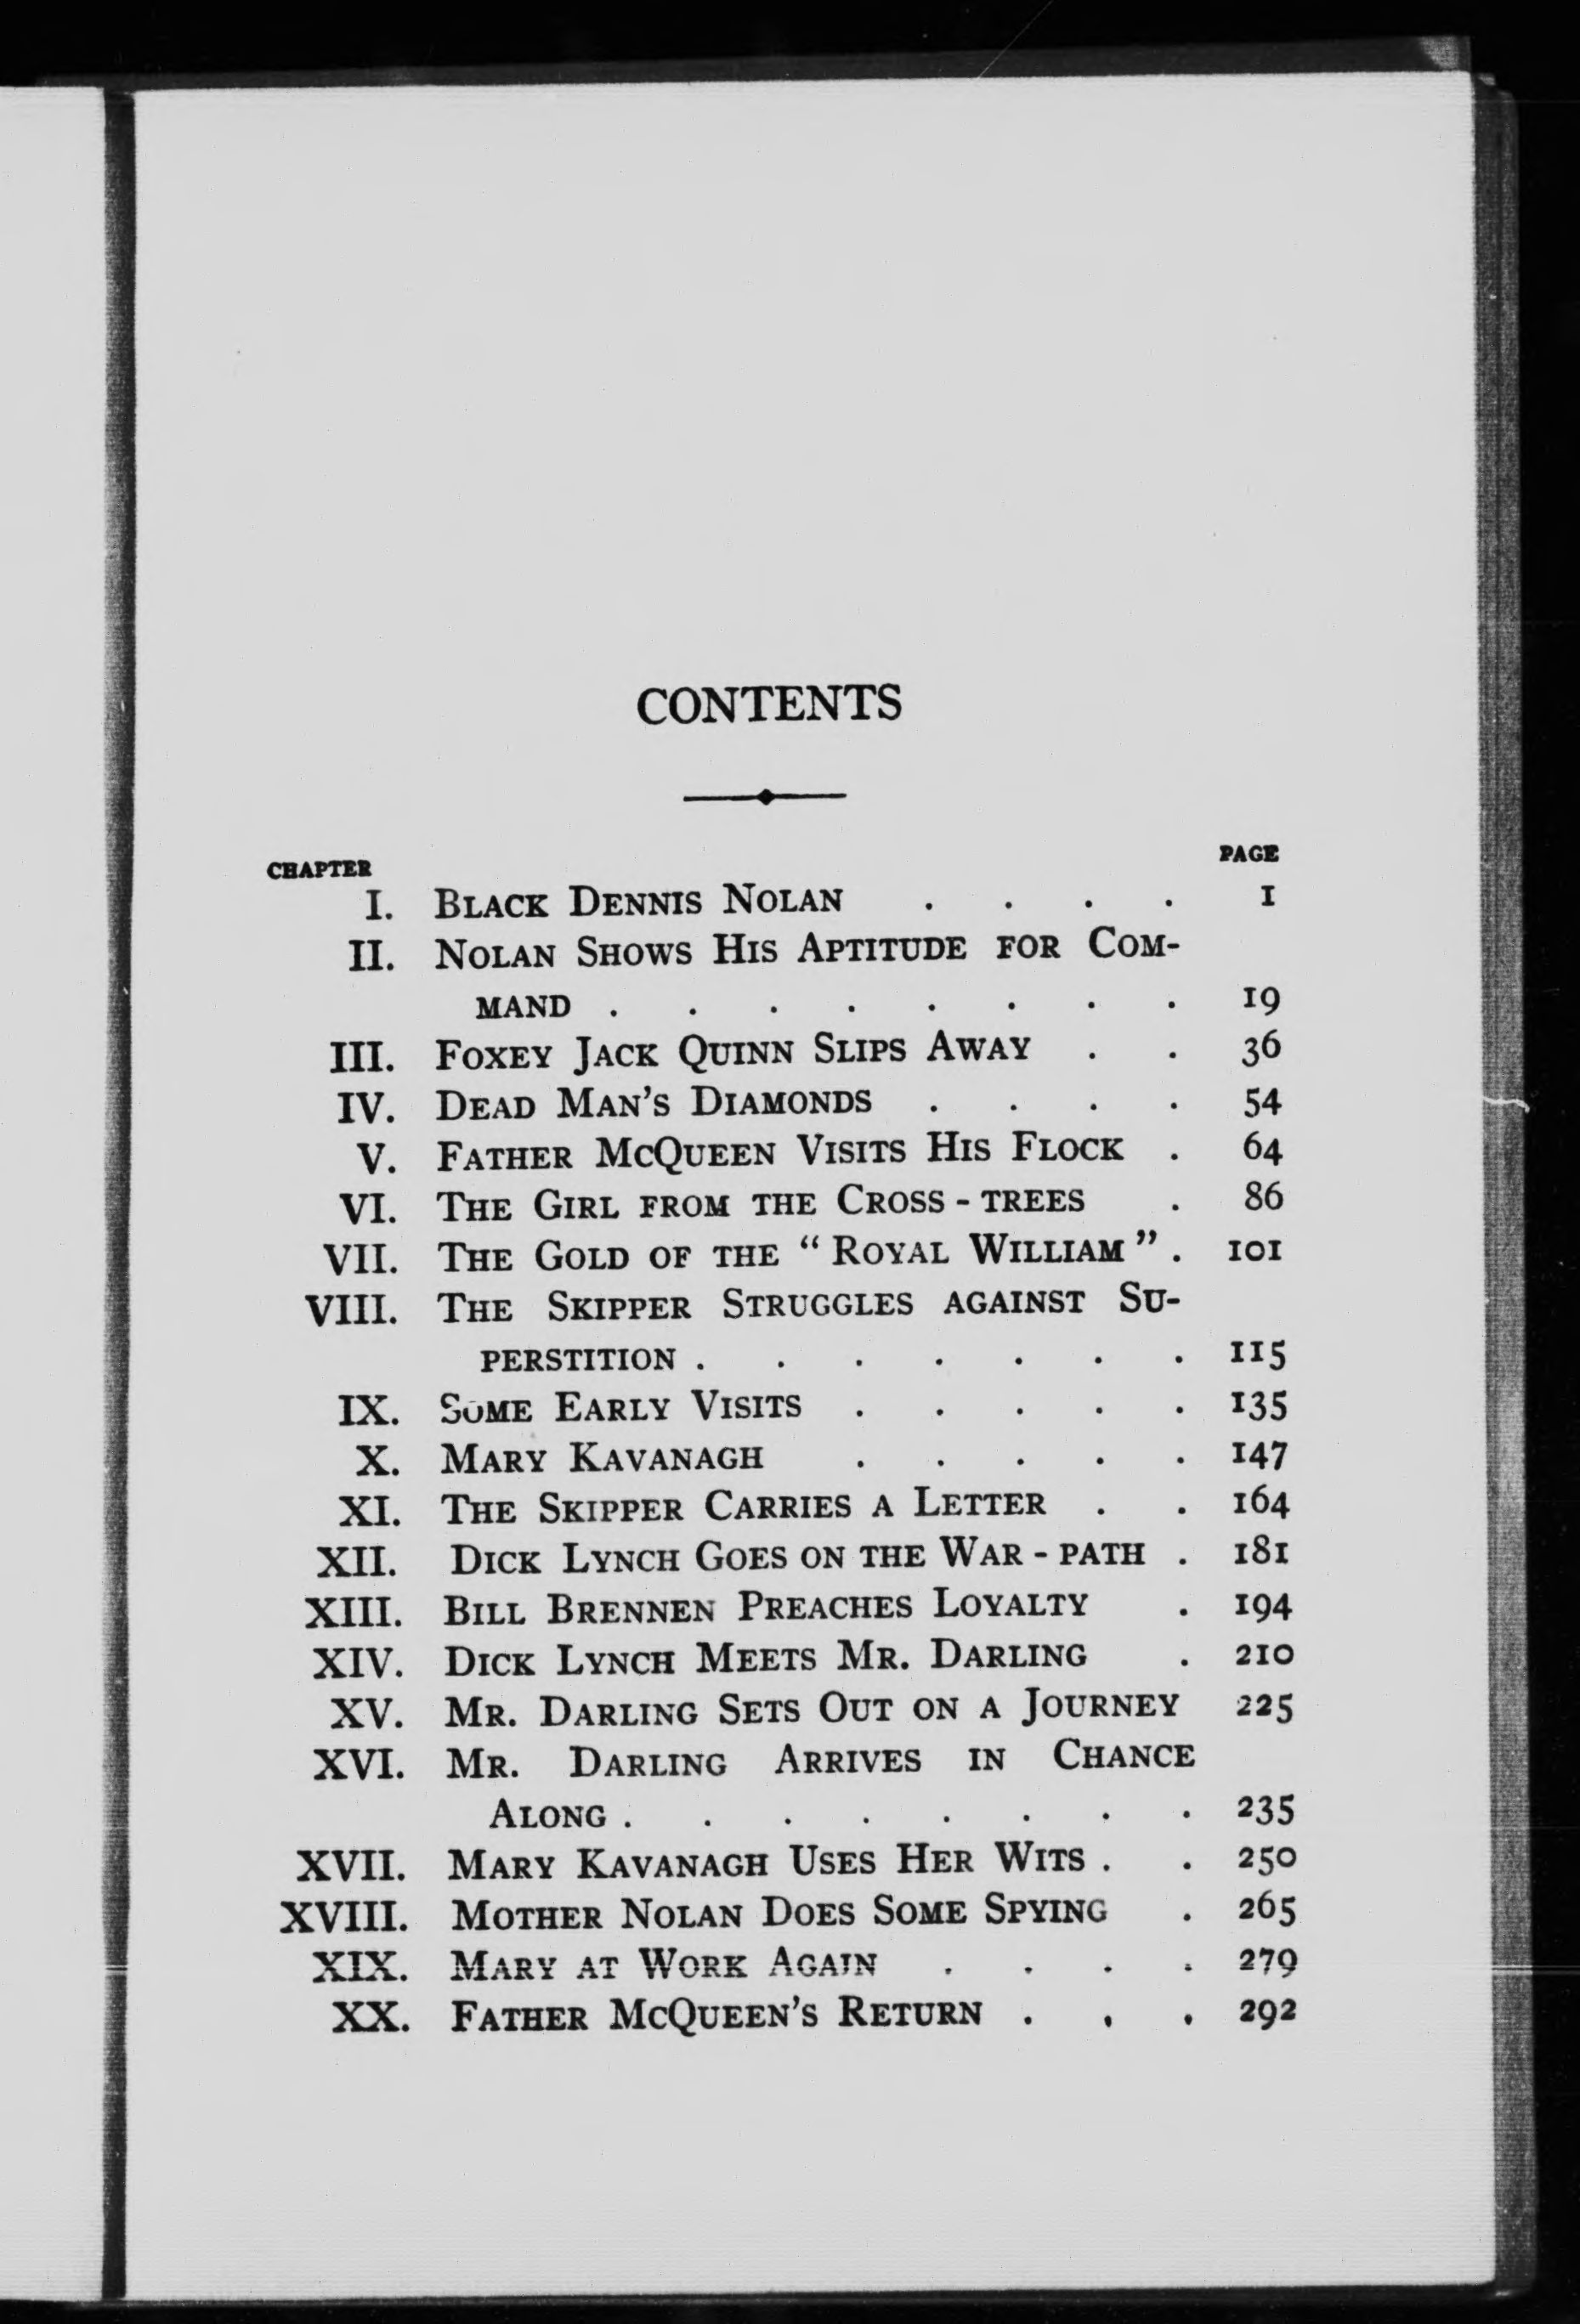 CONTENTS
CHAPTER PAGE
I. BLACK DENNIS NOLAN . . . . 1
II. NOLAN SHOWS HIS APTITUDE FOR COM-
MAND . . . . . . . . 19
III. FOXEY JACK QUINN SLIPS AWAY . . 36
IV. DEAD MAN'S DIAMONDS . . . . 54
V. FATHER MCQUEEN VISITS HIS FLOCK . 64
VI. THE GIRL FROM THE CROSS-TREES . 86
VII. THE GOLD OF THE "ROYAL WILLIAM" . 101
VIII. THE SKIPPER STRUGGLES AGAINST SU-
PERSTITION . . . . . . . 115
IX. SOME EARLY VISITS . . . . . 135
X. MARY KAVANAGH . . . . . 147
XI. THE SKIPPER CARRIES A LETTER . . 164
XII. DICK LYNCH GOES ON THE WAR-PATH . 181
XIII. BILL BRENNEN PREACHES LOYALTY . 194
XIV. DICK LYNCH MEETS MR. DARLING . 210
XV. MR. DARLING SETS OUT ON A JOURNEY 225
XVI. MR. DARLING ARRIVES IN CHANCE
ALONG . . . . . . . . 235
XVII. MARY KAVANAGH USES HER WITS . . 250
XVIII. MOTHER NOLAN DOES SOME SPYING . 265
XIX. MARY AT WORK AGAIN . . . . 279
XX. FATHER MCQUEEN'S RETURN . . . 292